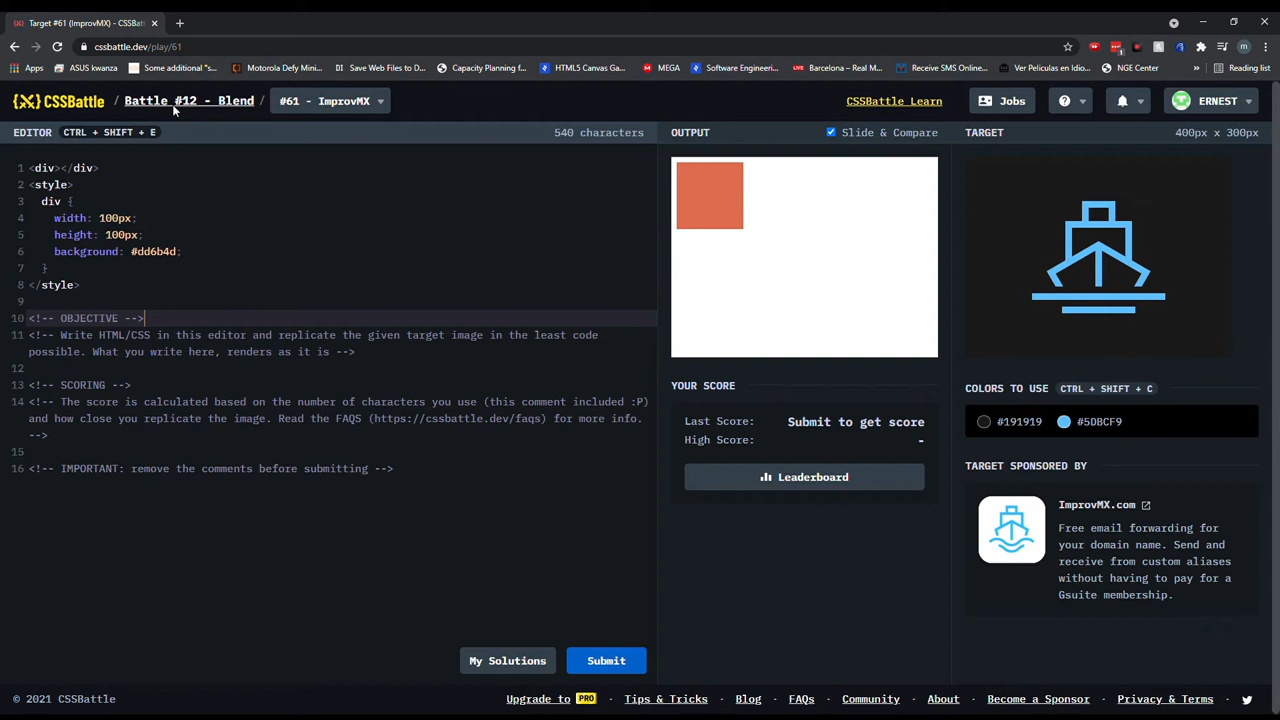 Target #61 (ImprovMX) - CSSBat
cssbattle.dev/play/61
Apps ASUS kwanza Some additional "s... Motorola Defy Mini... Save Web Files to D... Capacity Planning f... HTML5 Canvas Ga... MEGA Software Engineeri... Barcelona – Real M... Receive SMS Online... Ver Peliculas en Idio... NGE Center » Reading list
CSSBattle / Battle #12 - Blend / #61 - ImprovMX CSSBattle Learn Jobs ERNEST
EDITOR CTRL + SHIFT + E 540 characters OUTPUT Slide & Compare TARGET 400px x 300px
1 <div></div>
2 <style>
3 div {
4 width: 100px;
5 height: 100px;
6 background: #dd6b4d;
7 }
8 </style>
9
10 <!-- OBJECTIVE -->
11 <!-- Write HTML/CSS in this editor and replicate the given target image in the least code
possible. What you write here, renders as it is -->
12
13 <!-- SCORING -->
14 <!-- The score is calculated based on the number of characters you use (this comment included :P)
and how close you replicate the image. Read the FAQS (https://cssbattle.dev/faqs) for more info.
-->
15
16 <!-- IMPORTANT: remove the comments before submitting -->
My Solutions Submit
YOUR SCORE
Last Score: Submit to get score
High Score: -
Leaderboard
COLORS TO USE CTRL + SHIFT + C
#191919 #5DBCF9
TARGET SPONSORED BY
ImprovMX.com
Free email forwarding for
your domain name. Send and
receive from custom aliases
without having to pay for a
Gsuite membership.
© 2021 CSSBattle Upgrade to PRO Tips & Tricks Blog FAQs Community About Become a Sponsor Privacy & Terms